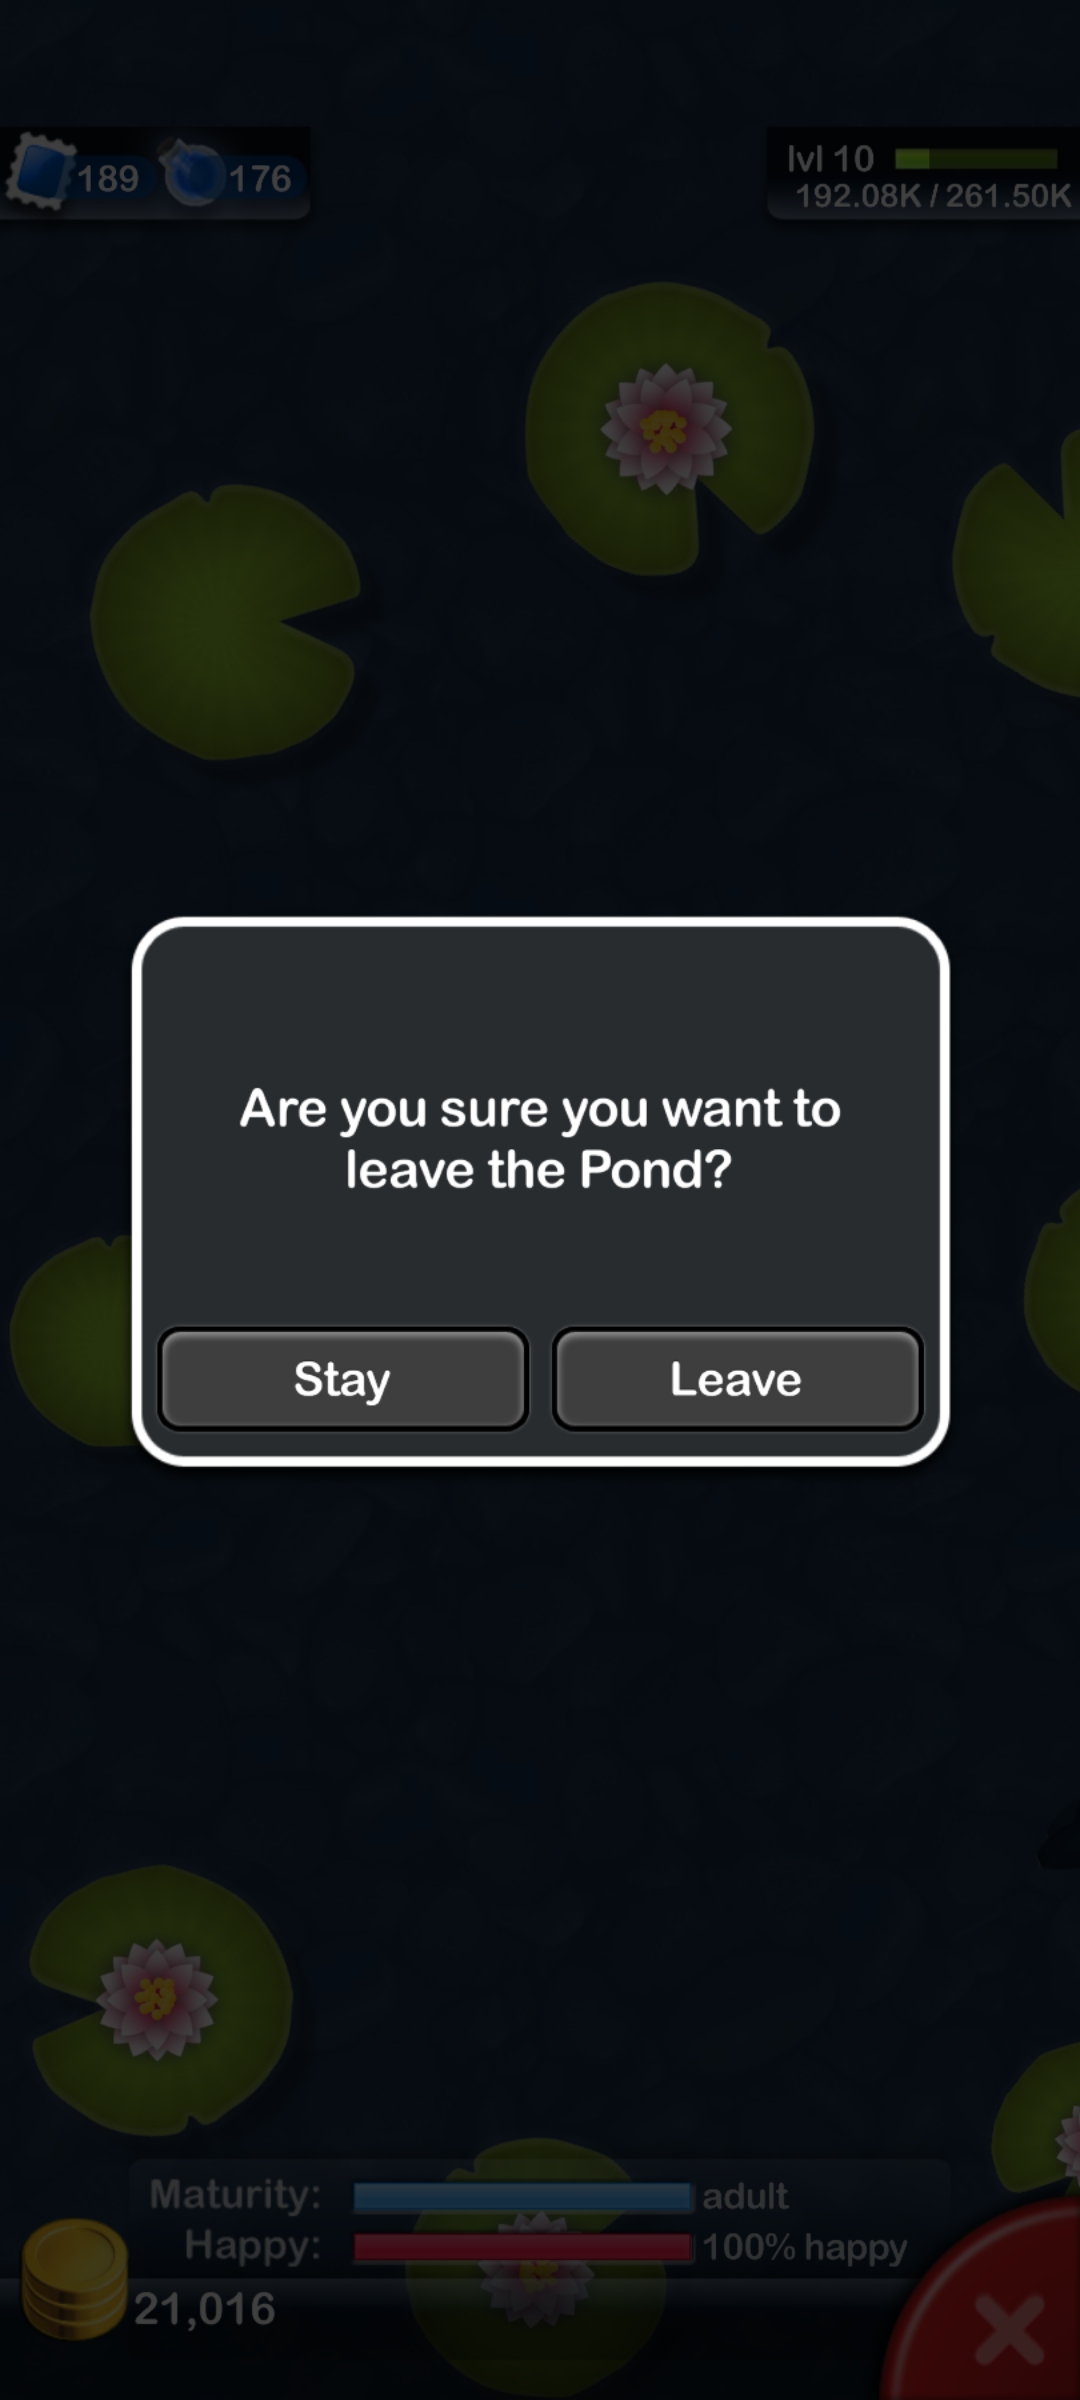 189 176
lvl 10
192.08K / 261.50K
Are you sure you want to
leave the Pond?
Stay
Leave
Maturity: adult
Happy: 100% happy
21,016